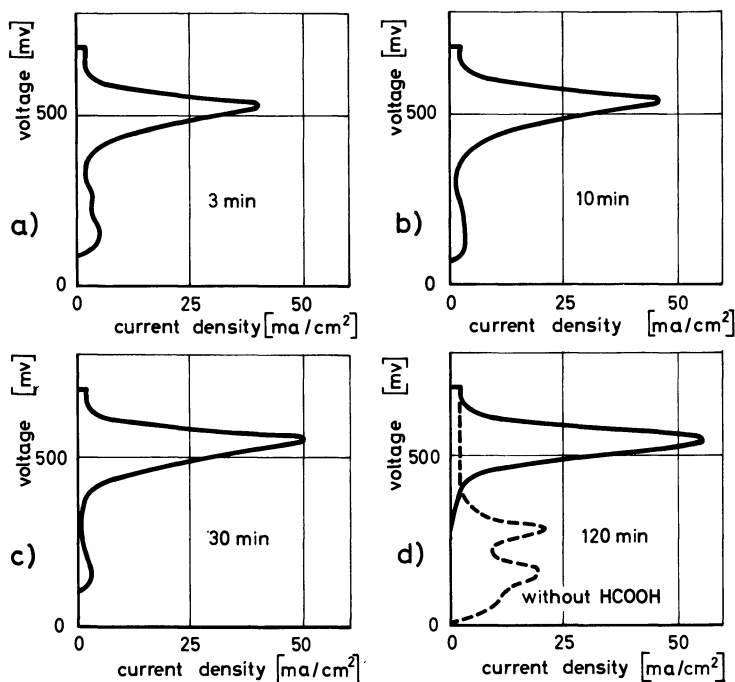 voltage [mv]
500
0
a)
3 min
0 25 50
current density [ma/cm²]
voltage [mv]
500
0
b)
10min
0 25 50
current density [ma/cm²]
voltage [mv]
500
0
c)
30 min
0 25 50
current density [ma/cm²]
voltage [mv]
500
0
d)
120 min
without HCOOH
0 25 50
current density [ma/cm²]